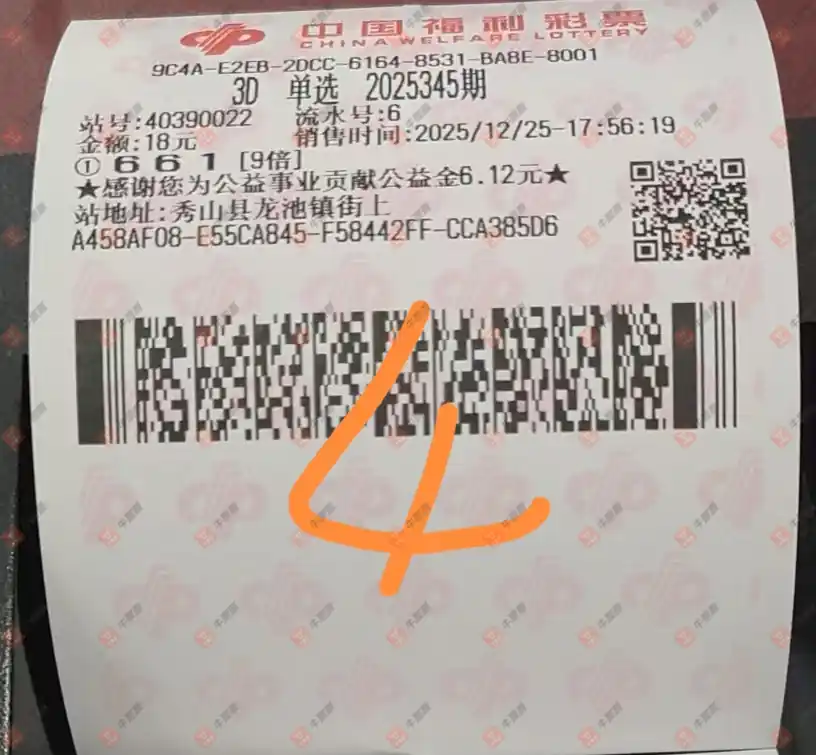 中国福利彩票
CHINA WELFARE LOTTERY
9C4A-E2EB-2DCC-6164-8531-BA8E-8001
3D 单选 2025345期
站号:40390022 流水号:6
金额:18元 销售时间:2025/12/25-17:56:19
① 6 6 1 [9倍]
★感谢您为公益事业贡献公益金6.12元★
站地址:秀山县龙池镇街上
A458AF08-E55CA845-F58442FF-CCA385D6
4